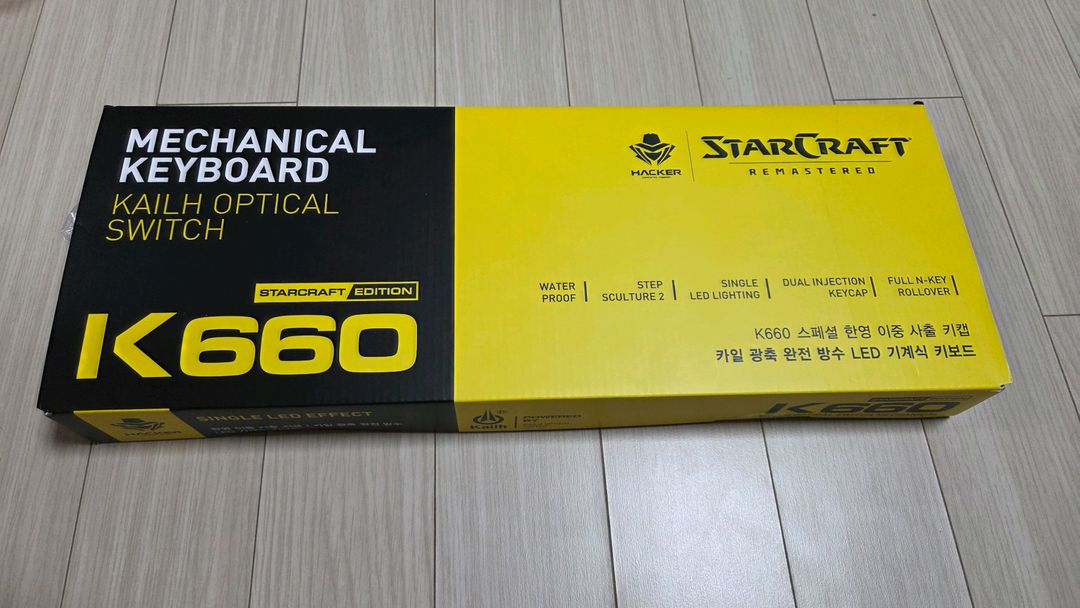 MECHANICAL
KEYBOARD
KAILH OPTICAL
SWITCH
STARCRAFT EDITION
K660
HACKER
STARCRAFT
REMASTERED
WATER
PROOF
STEP
SCULTURE 2
SINGLE
LED LIGHTING
DUAL INJECTION
KEYCAP
FULL N-KEY
ROLLOVER
K660 스페셜 한영 이중 사출 키캡
카일 광축 완전 방수 LED 기계식 키보드
HACKER
SINGLE LED EFFECT
Kailh
POWERED
BY
K660